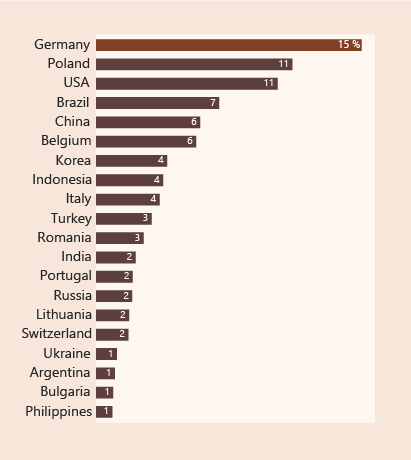 Germany 15 %
Poland 11
USA 11
Brazil 7
China 6
Belgium 6
Korea 4
Indonesia 4
Italy 4
Turkey 3
Romania 3
India 2
Portugal 2
Russia 2
Lithuania 2
Switzerland 2
Ukraine 1
Argentina 1
Bulgaria 1
Philippines 1